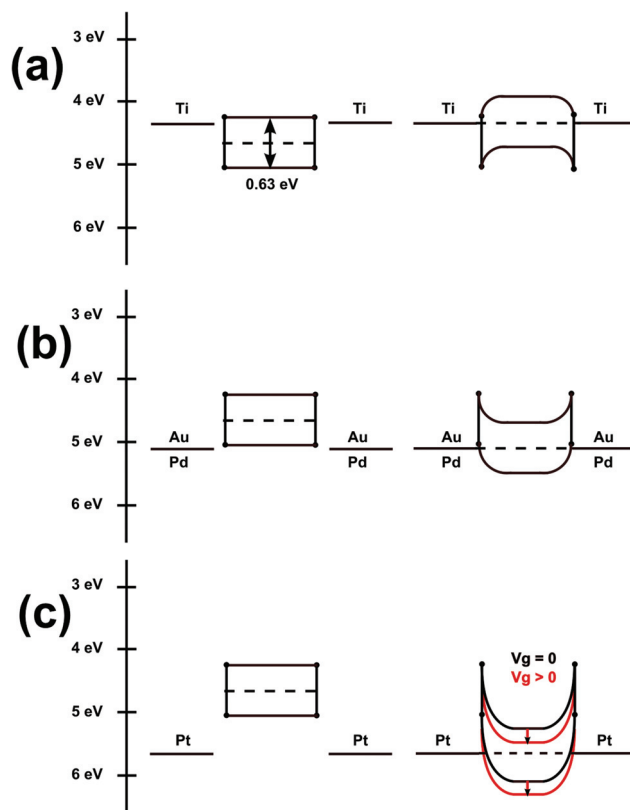 (a)
3 eV
4 eV
5 eV
6 eV
Ti
Ti
0.63 eV
Ti
Ti
(b)
3 eV
4 eV
5 eV
6 eV
Au
Pd
Au
Pd
Au
Pd
Au
Pd
(c)
3 eV
4 eV
5 eV
6 eV
Pt
Pt
Vg = 0
Vg > 0
Pt
Pt